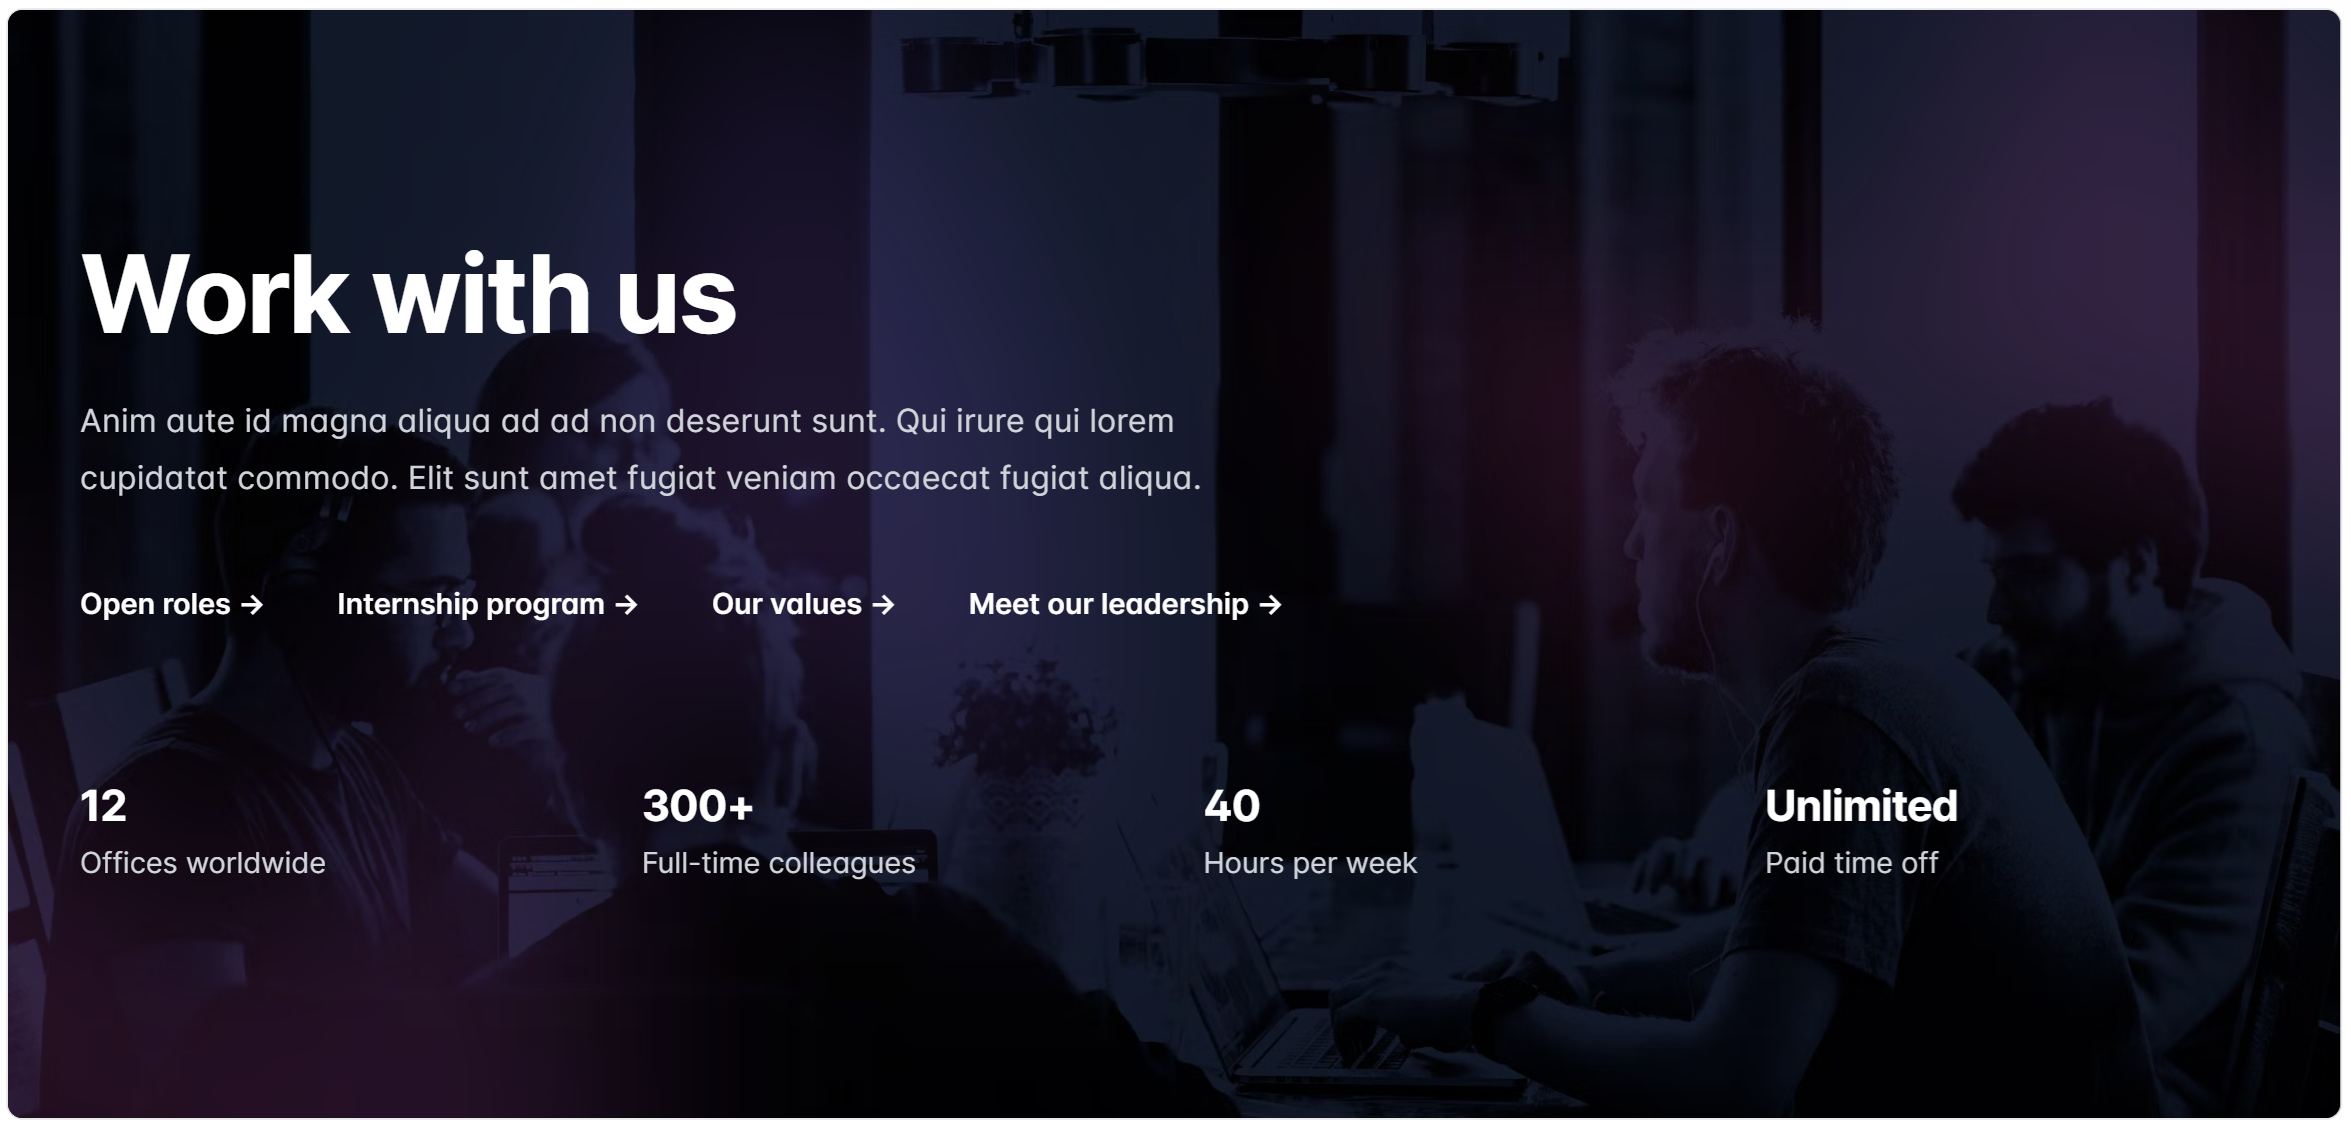 Work with us
Anim aute id magna aliqua ad ad non deserunt sunt. Qui irure qui lorem
cupidatat commodo. Elit sunt amet fugiat veniam occaecat fugiat aliqua.
Open roles → Internship program → Our values → Meet our leadership →
12 300+ 40 Unlimited
Offices worldwide Full-time colleagues Hours per week Paid time off